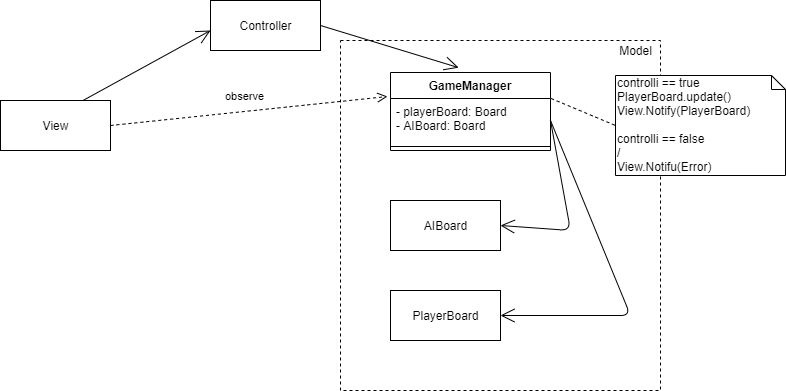 Controller
Model
GameManager
controlli == true
PlayerBoard.update()
View.Notify(PlayerBoard)
controlli == false
/
View.Notifu(Error)
observe
- playerBoard: Board
- AIBoard: Board
View
AIBoard
PlayerBoard